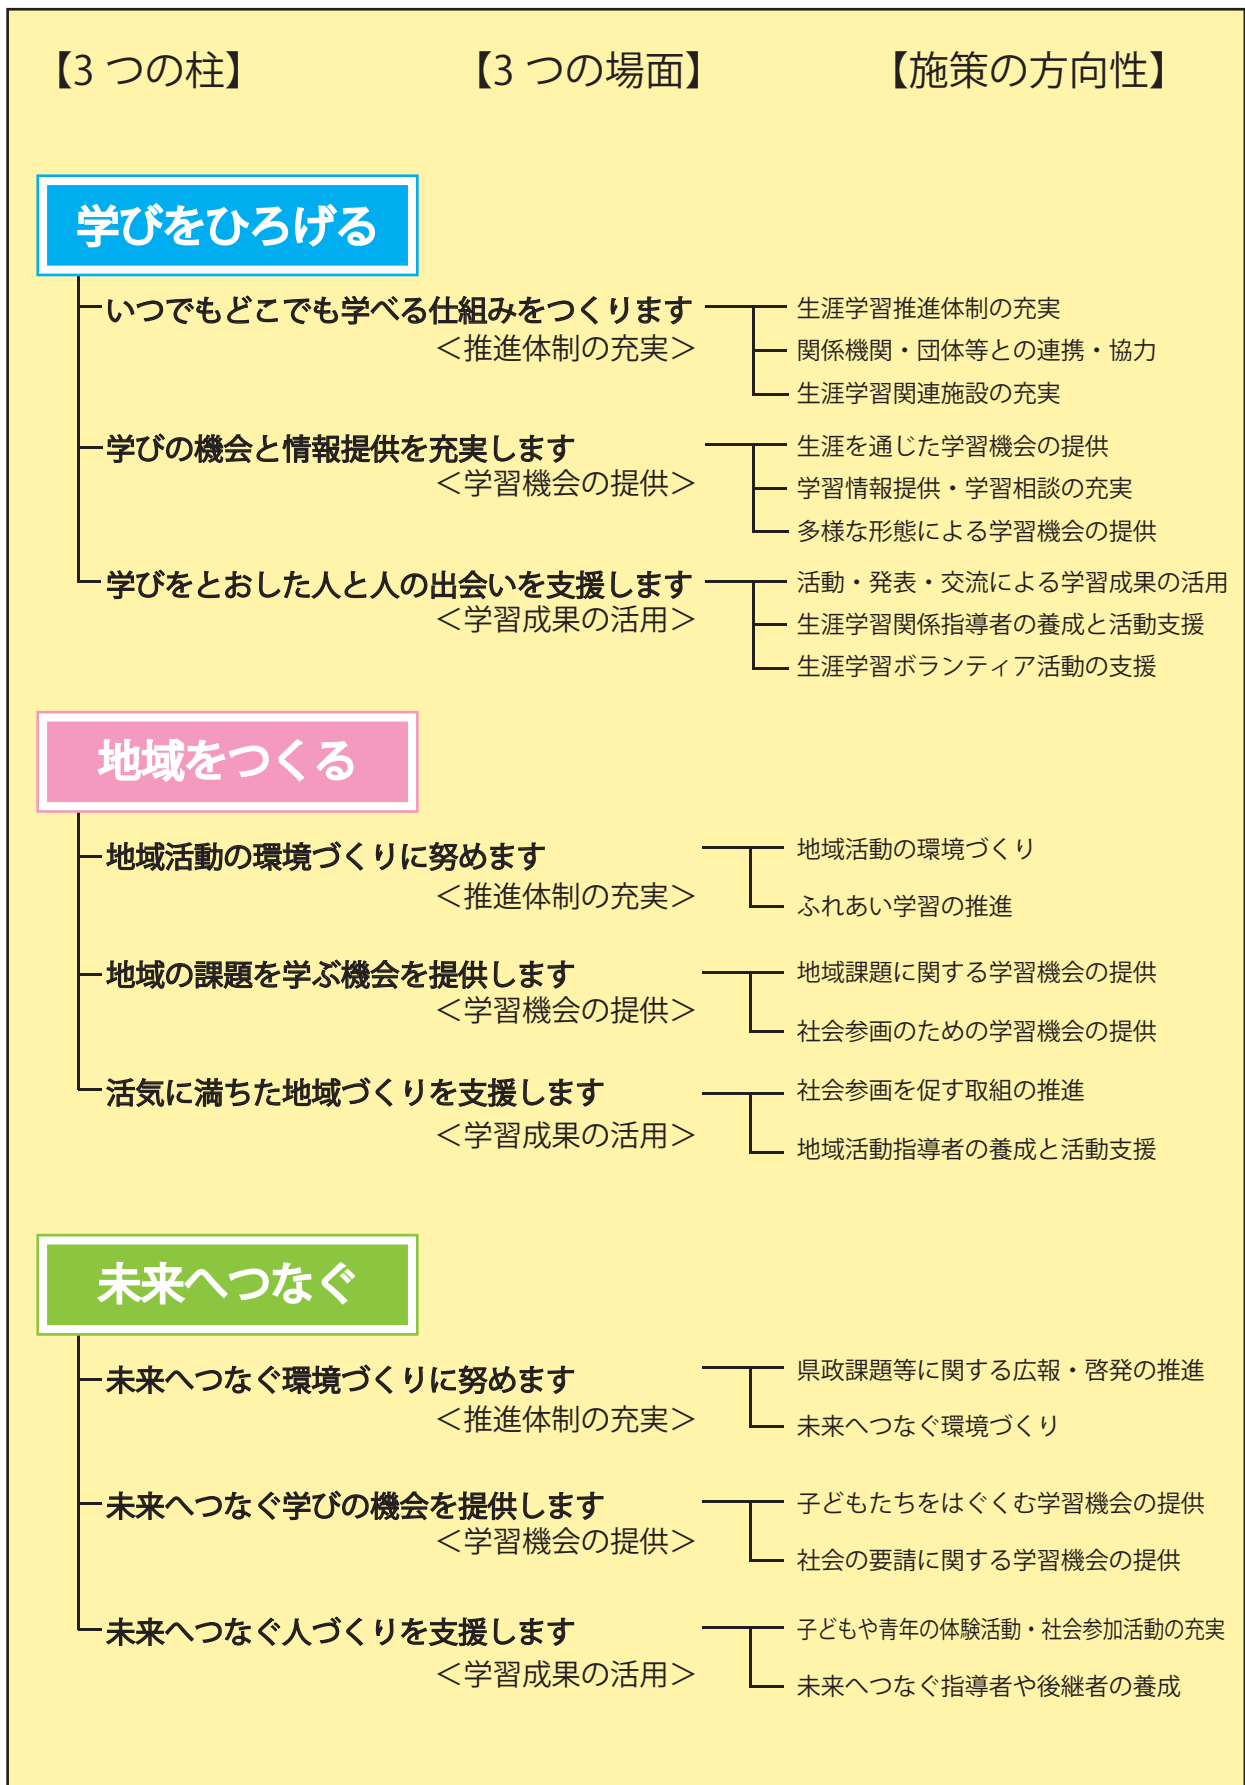 【3 つの柱】
【3 つの場面】
【施策の方向性】
学びをひろげる
いつでもどこでも学べる仕組みをつくります
＜推進体制の充実＞
生涯学習推進体制の充実
関係機関・団体等との連携・協力
生涯学習関連施設の充実
学びの機会と情報提供を充実します
＜学習機会の提供＞
生涯を通じた学習機会の提供
学習情報提供・学習相談の充実
多様な形態による学習機会の提供
学びをとおした人と人の出会いを支援します
＜学習成果の活用＞
活動・発表・交流による学習成果の活用
生涯学習関係指導者の養成と活動支援
生涯学習ボランティア活動の支援
地域をつくる
地域活動の環境づくりに努めます
＜推進体制の充実＞
地域活動の環境づくり
ふれあい学習の推進
地域の課題を学ぶ機会を提供します
＜学習機会の提供＞
地域課題に関する学習機会の提供
社会参画のための学習機会の提供
活気に満ちた地域づくりを支援します
＜学習成果の活用＞
社会参画を促す取組の推進
地域活動指導者の養成と活動支援
未来へつなぐ
未来へつなぐ環境づくりに努めます
＜推進体制の充実＞
県政課題等に関する広報・啓発の推進
未来へつなぐ環境づくり
未来へつなぐ学びの機会を提供します
＜学習機会の提供＞
子どもたちをはぐくむ学習機会の提供
社会の要請に関する学習機会の提供
未来へつなぐ人づくりを支援します
＜学習成果の活用＞
子どもや青年の体験活動・社会参加活動の充実
未来へつなぐ指導者や後継者の養成